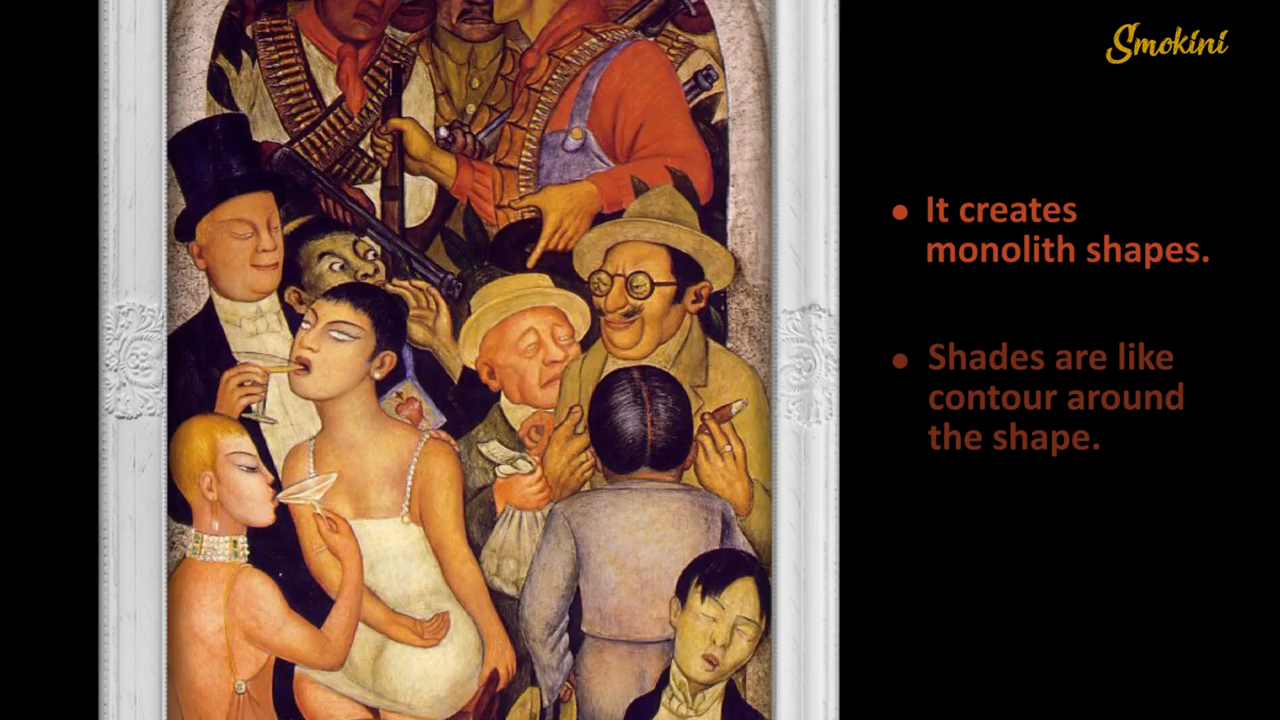 Smokini
• It creates
monolith shapes.
• Shades are like
contour around
the shape.